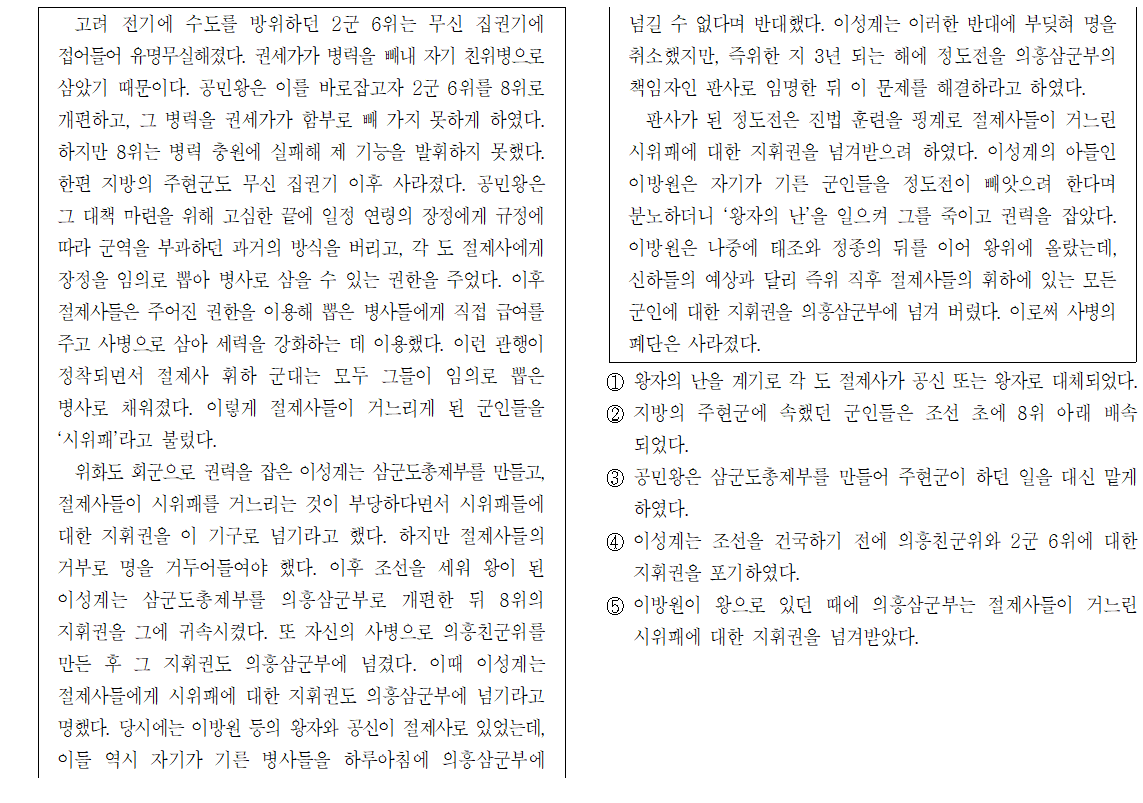 고려 전기에 수도를 방위하던 2군 6위는 무신 집권기에
접어들어 유명무실해졌다. 권세가가 병력을 빼내 자기 친위병으로
삼았기 때문이다. 공민왕은 이를 바로잡고자 2군 6위를 8위로
개편하고, 그 병력을 권세가가 함부로 빼 가지 못하게 하였다.
하지만 8위는 병력 충원에 실패해 제 기능을 발휘하지 못했다.
한편 지방의 주현군도 무신 집권기 이후 사라졌다. 공민왕은
그 대책 마련을 위해 고심한 끝에 일정 연령의 장정에게 규정에
따라 군역을 부과하던 과거의 방식을 버리고, 각 도 절제사에게
장정을 임의로 뽑아 병사로 삼을 수 있는 권한을 주었다. 이후
절제사들은 주어진 권한을 이용해 뽑은 병사들에게 직접 급여를
주고 사병으로 삼아 세력을 강화하는 데 이용했다. 이런 관행이
정착되면서 절제사 휘하 군대는 모두 그들이 임의로 뽑은
병사로 채워졌다. 이렇게 절제사들이 거느리게 된 군인들을
‘시위패’라고 불렀다.
위화도 회군으로 권력을 잡은 이성계는 삼군도총제부를 만들고,
절제사들이 시위패를 거느리는 것이 부당하다면서 시위패들에
대한 지휘권을 이 기구로 넘기라고 했다. 하지만 절제사들의
거부로 명을 거두어들여야 했다. 이후 조선을 세워 왕이 된
이성계는 삼군도총제부를 의흥삼군부로 개편한 뒤 8위의
지휘권을 그에 귀속시켰다. 또 자신의 사병으로 의흥친군위를
만든 후 그 지휘권도 의흥삼군부에 넘겼다. 이때 이성계는
절제사들에게 시위패에 대한 지휘권도 의흥삼군부에 넘기라고
명했다. 당시에는 이방원 등의 왕자와 공신이 절제사로 있었는데,
이들 역시 자기가 기른 병사들을 하루아침에 의흥삼군부에
넘길 수 없다며 반대했다. 이성계는 이러한 반대에 부딪혀 명을
취소했지만, 즉위한 지 3년 되는 해에 정도전을 의흥삼군부의
책임자인 판사로 임명한 뒤 이 문제를 해결하라고 하였다.
판사가 된 정도전은 진법 훈련을 핑계로 절제사들이 거느린
시위패에 대한 지휘권을 넘겨받으려 하였다. 이성계의 아들인
이방원은 자기가 기른 군인들을 정도전이 빼앗으려 한다며
분노하더니 ‘왕자의 난’을 일으켜 그를 죽이고 권력을 잡았다.
이방원은 나중에 태조와 정종의 뒤를 이어 왕위에 올랐는데,
신하들의 예상과 달리 즉위 직후 절제사들의 휘하에 있는 모든
군인에 대한 지휘권을 의흥삼군부에 넘겨 버렸다. 이로써 사병의
폐단은 사라졌다.
① 왕자의 난을 계기로 각 도 절제사가 공신 또는 왕자로 대체되었다.
② 지방의 주현군에 속했던 군인들은 조선 초에 8위 아래 배속
되었다.
③ 공민왕은 삼군도총제부를 만들어 주현군이 하던 일을 대신 맡게
하였다.
④ 이성계는 조선을 건국하기 전에 의흥친군위와 2군 6위에 대한
지휘권을 포기하였다.
⑤ 이방원이 왕으로 있던 때에 의흥삼군부는 절제사들이 거느린
시위패에 대한 지휘권을 넘겨받았다.